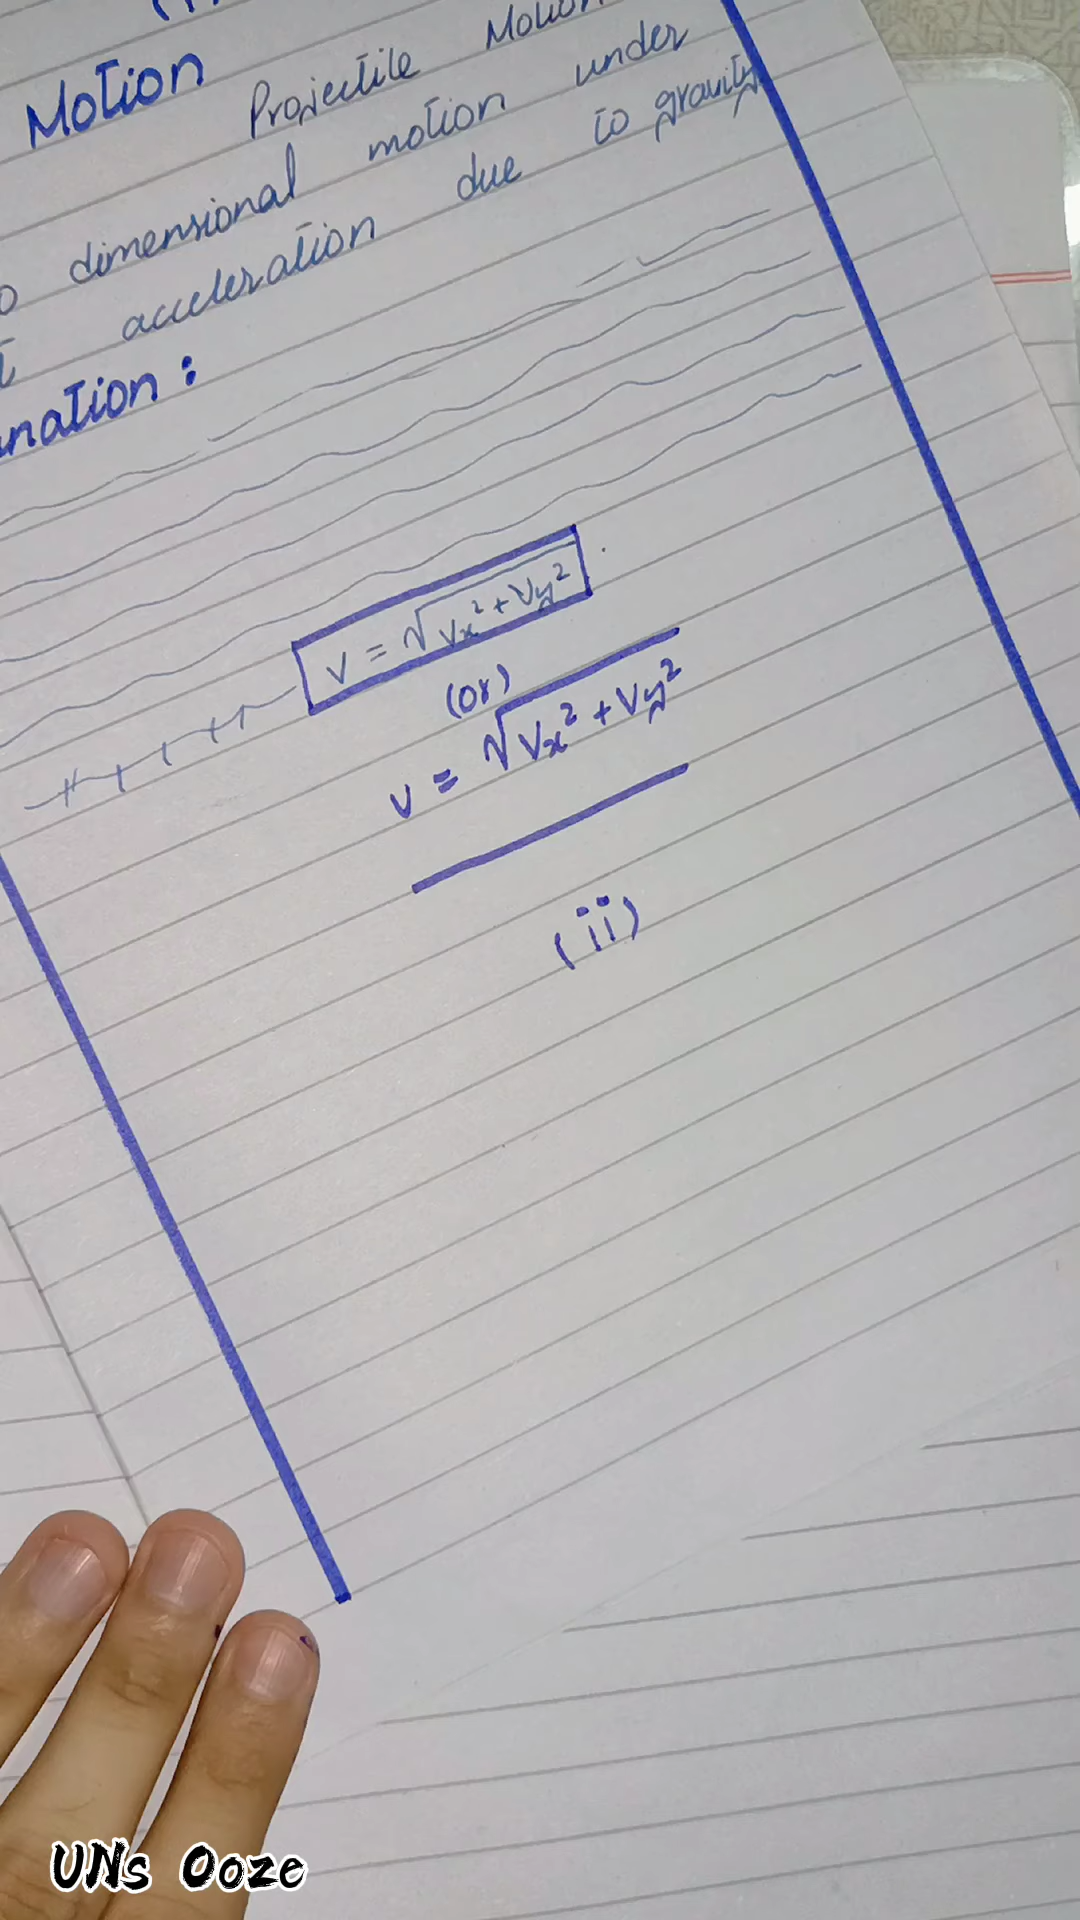 Motion
Projectile Motion
dimensional motion under
acceleration due to gravity
nation:
V = √Vx² + Vy²
(or)
V = √Vx² + Vy²
(ii)
UNs Ooze